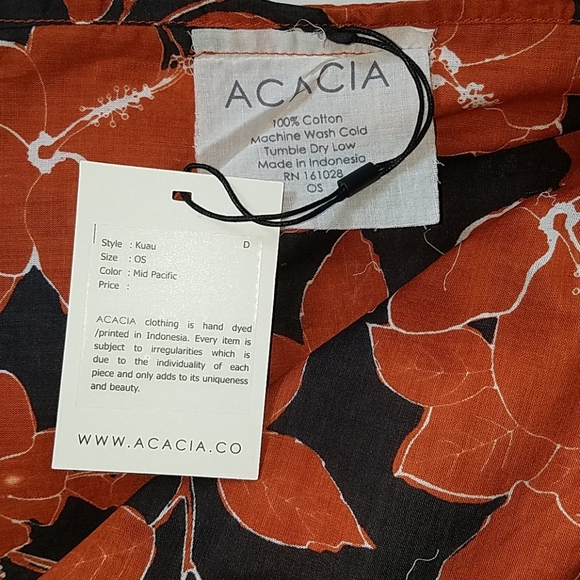 ACACIA
100% Cotton
Machine Wash Cold
Tumble Dry Low
Made in Indonesia
RN 161028
OS
Style : Kuau D
Size : OS
Color : Mid Pacific
Price :
ACACIA clothing is hand dyed
/printed in Indonesia. Every item is
subject to irregularities which is
due to the individuality of each
piece and only adds to its uniqueness
and beauty.
WWW.ACACIA.CO